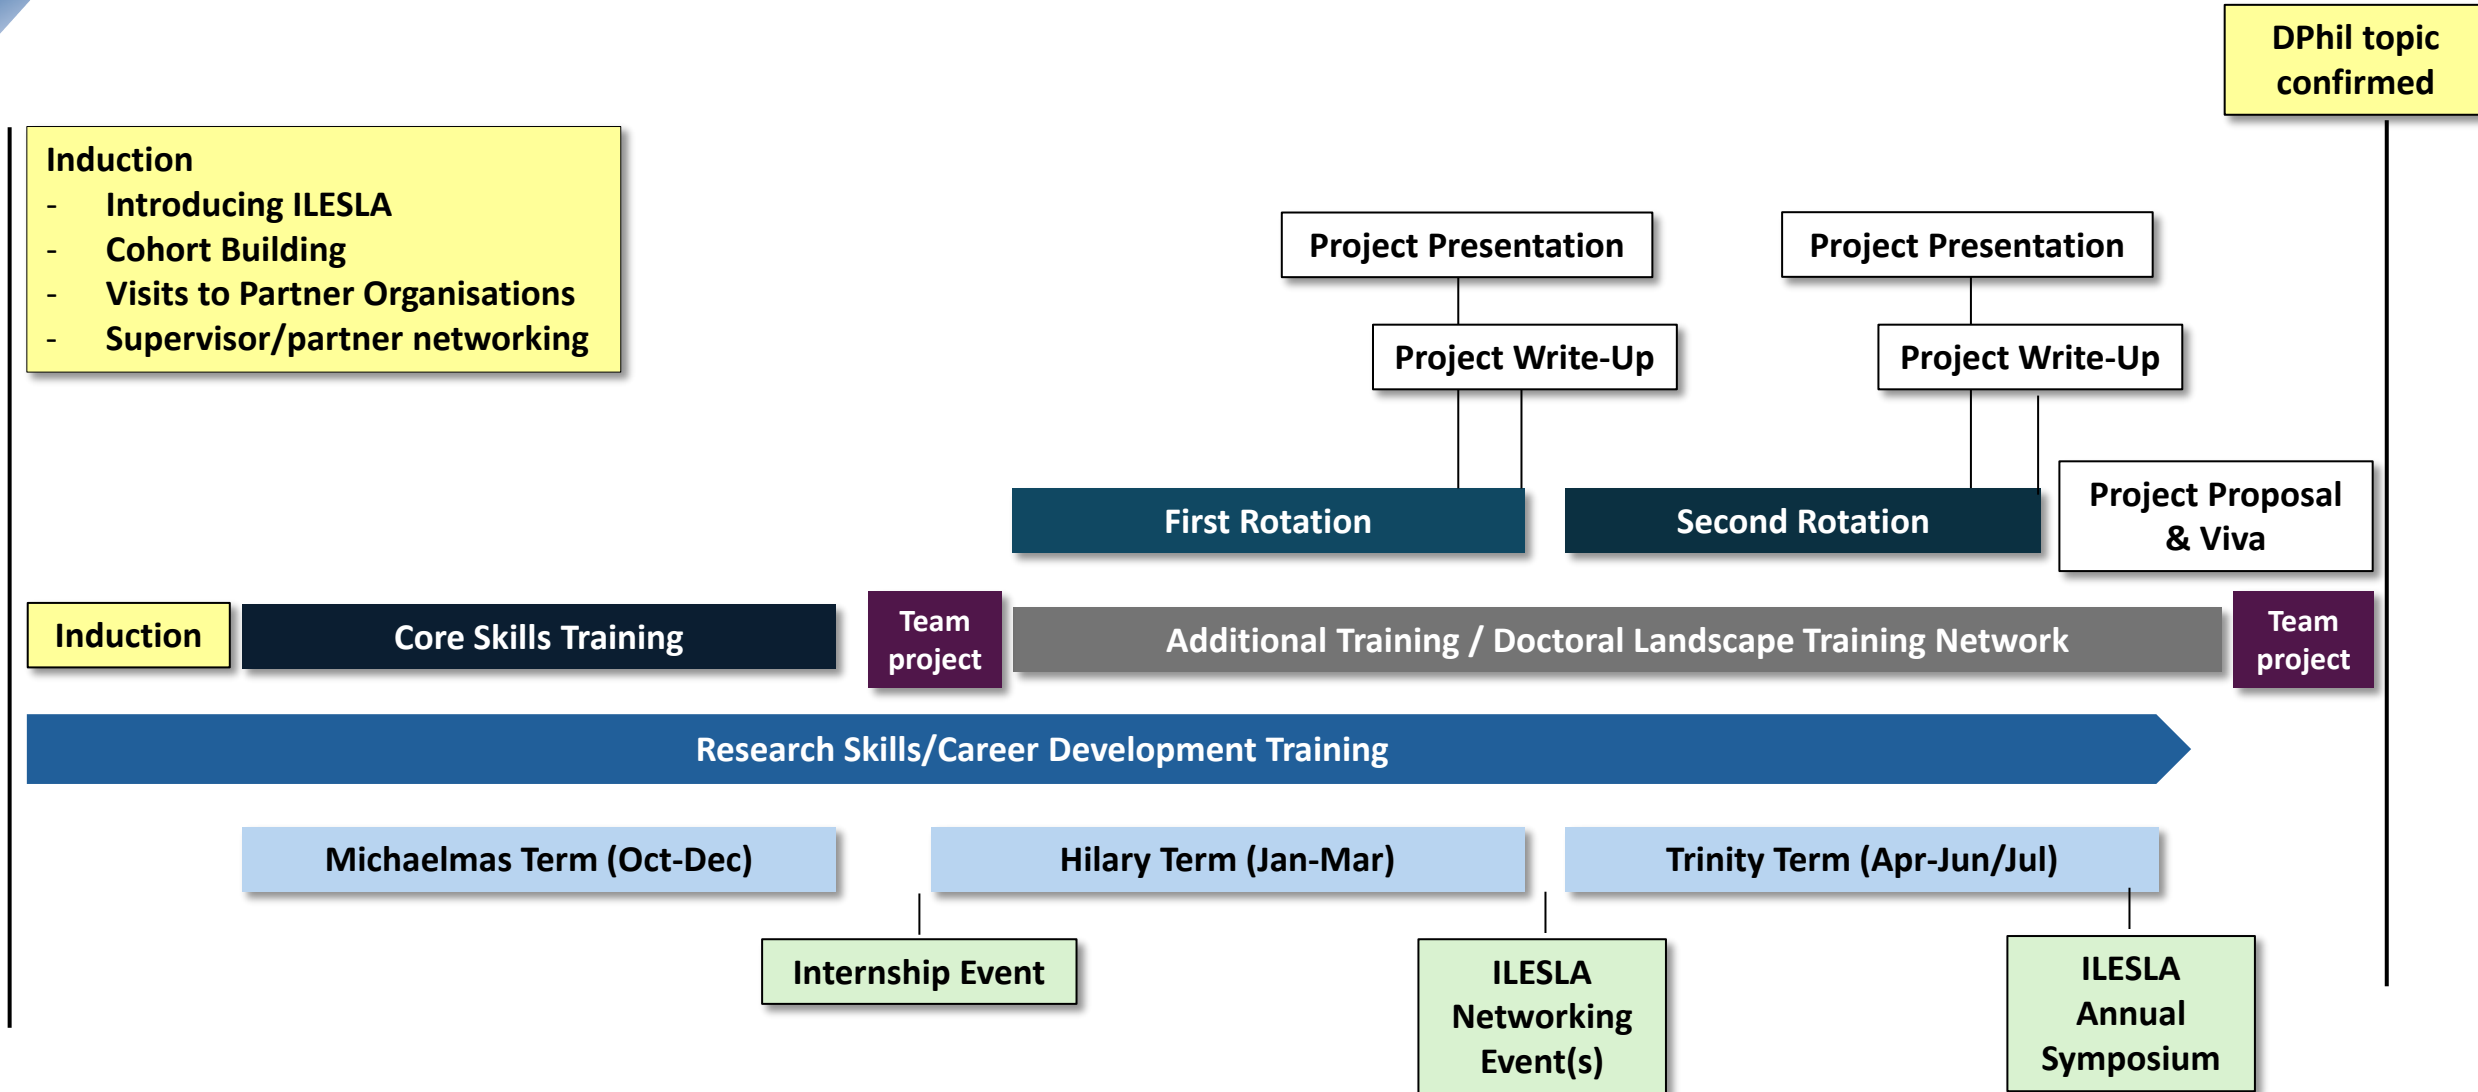 DPhil topic
confirmed
Induction
- Introducing ILESLA
- Cohort Building
- Visits to Partner Organisations
- Supervisor/partner networking
Project Presentation
Project Presentation
Project Write-Up
Project Write-Up
First Rotation
Second Rotation
Project Proposal
& Viva
Induction
Core Skills Training
Team
project
Additional Training / Doctoral Landscape Training Network
Team
project
Research Skills/Career Development Training
Michaelmas Term (Oct-Dec)
Hilary Term (Jan-Mar)
Trinity Term (Apr-Jun/Jul)
Internship Event
ILESLA
Networking
Event(s)
ILESLA
Annual
Symposium